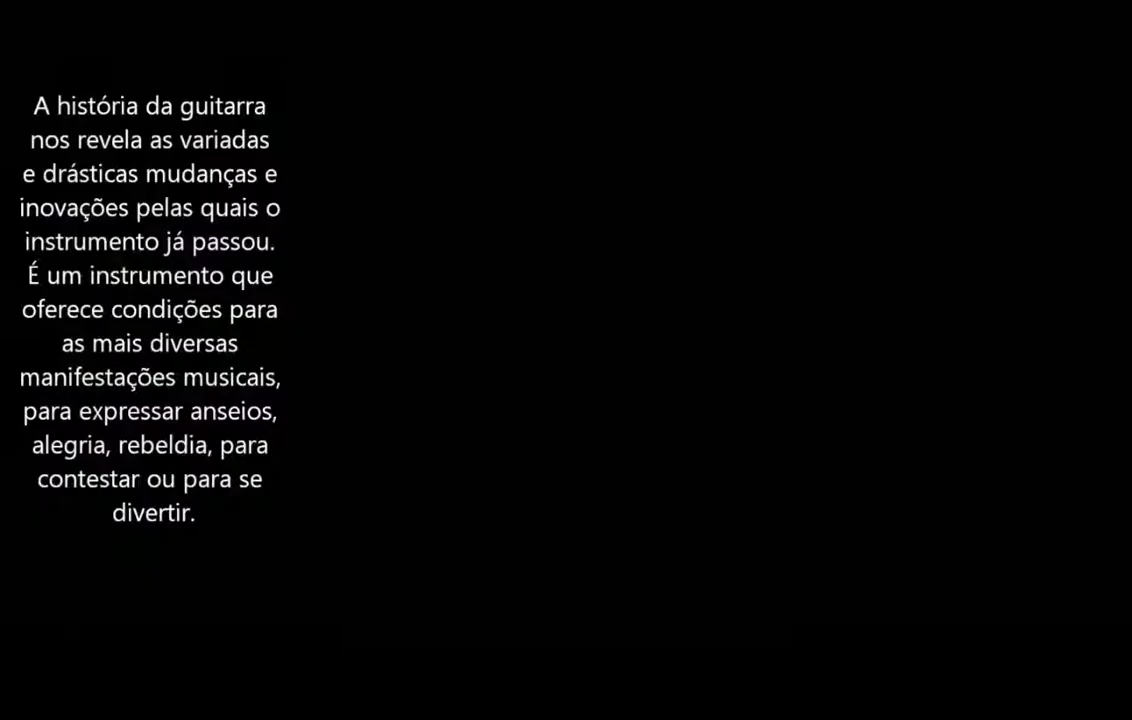 A história da guitarra
nos revela as variadas
e drásticas mudanças e
inovações pelas quais o
instrumento já passou.
É um instrumento que
oferece condições para
as mais diversas
manifestações musicais,
para expressar anseios,
alegria, rebeldia, para
contestar ou para se
divertir.